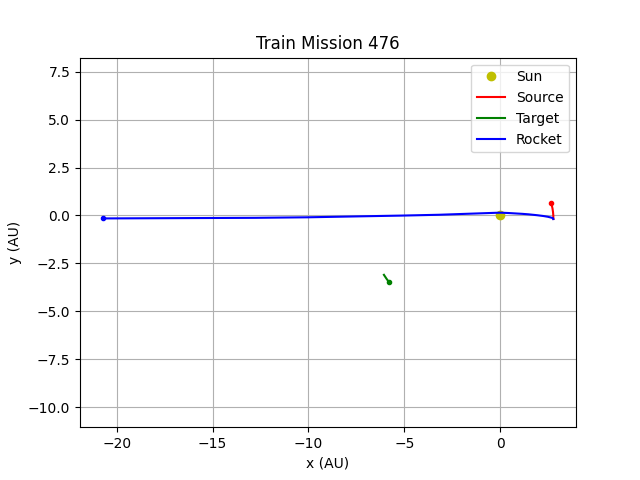 Train Mission 476
Sun
Source
Target
Rocket
7.5
5.0
2.5
0.0
−2.5
−5.0
−7.5
−10.0
y (AU)
−20
−15
−10
−5
0
x (AU)